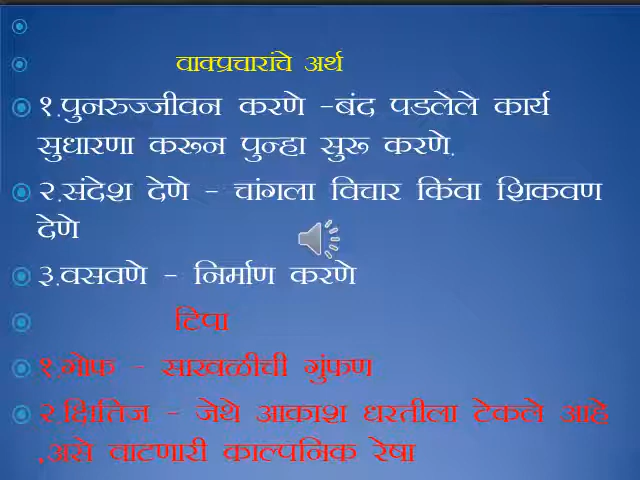 वाक्प्रचारांचे अर्थ
१.पुनरुज्जीवन करणे -बंद पडलेले कार्य
सुधारणा करून पुन्हा सुरू करणे.
२.संदेश देणे - चांगला विचार किंवा शिकवण
देणे
३.वसवणे - निर्माण करणे
टिपा
१.गोफ - साखळीची गुंफण
२.क्षितिज - जेथे आकाश धरतीला टेकले आहे
.असे वाटणारी काल्पनिक रेषा